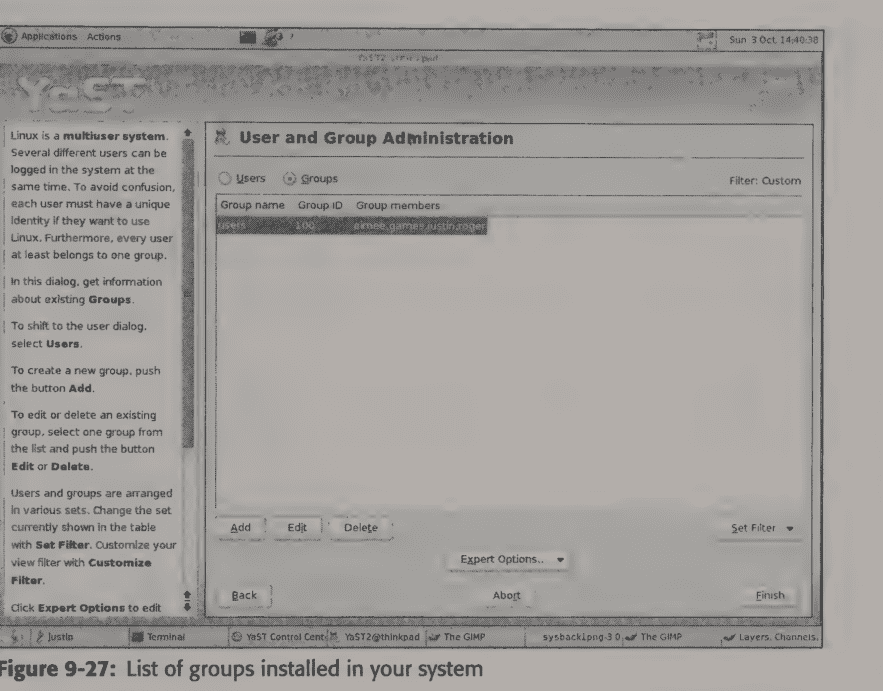 Applications Actions
Sun 3 Oct, 14:40:38
YaST
Linux is a multiuser system.
Several different users can be
logged in the system at the
same time. To avoid confusion,
each user must have a unique
identity if they want to use
Linux. Furthermore, every user
at least belongs to one group.
In this dialog, get information
about existing Groups.
To shift to the user dialog,
select Users.
To create a new group, push
the button Add.
To edit or delete an existing
group, select one group from
the list and push the button
Edit or Delete.
Users and groups are arranged
in various sets. Change the set
currently shown in the table
with Set Filter. Customize your
view filter with Customize
Filter.
Click Expert Options to edit
User and Group Administration
Users Groups
Filter: Custom
Group name Group ID Group members
users 100 aimee,games,justin,roger
Add Edit Delete
Set Filter
Expert Options..
Back Abort Finish
justin Terminal YaST Control Cent YaST2@thinkpad The GIMP sysback1png-3.0 The GIMP Layers, Channels,
Figure 9-27: List of groups installed in your system